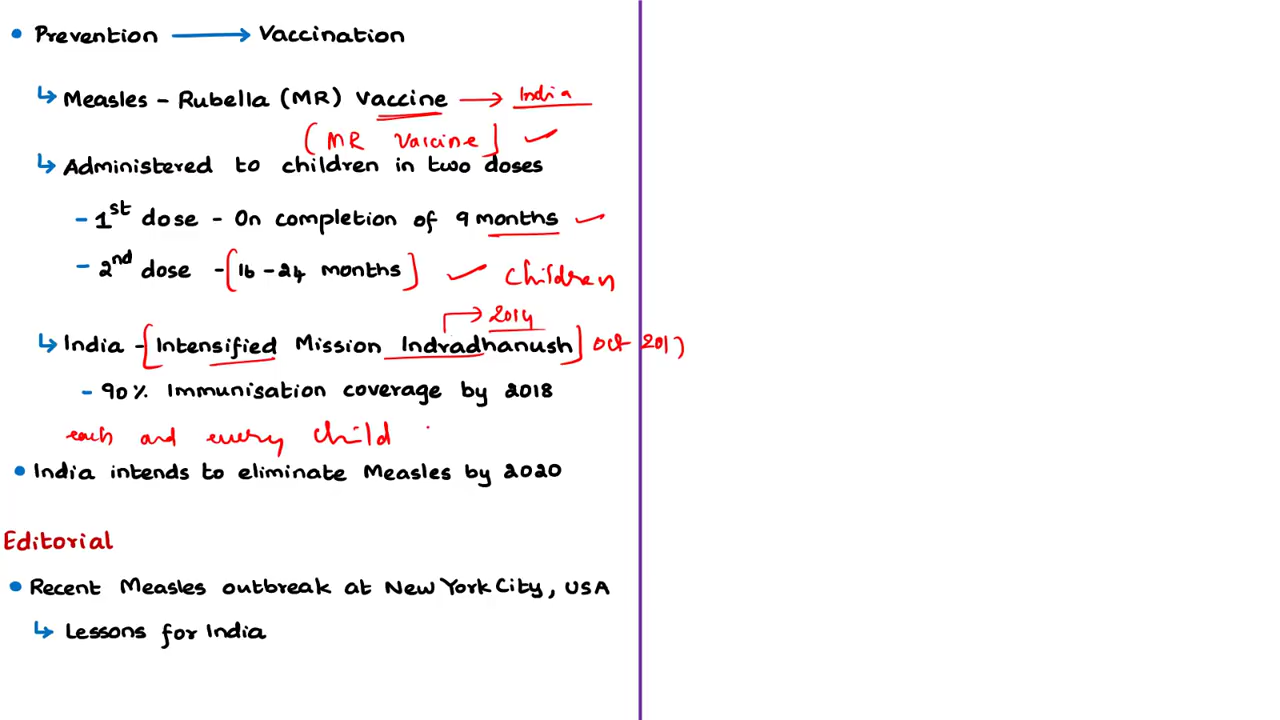 • Prevention → Vaccination
↳ Measles - Rubella (MR) Vaccine → India
(MR Vaccine] ✓
↳ Administered to children in two doses
- 1st dose - On completion of 9 months ✓
- 2nd dose - [16-24 months] ✓ children
→ 2014
↳ India - [Intensified Mission Indradhanush] Oct 2017
- 90% Immunisation coverage by 2018
each and every child
• India intends to eliminate Measles by 2020
Editorial
• Recent Measles outbreak at New York City, USA
↳ Lessons for India